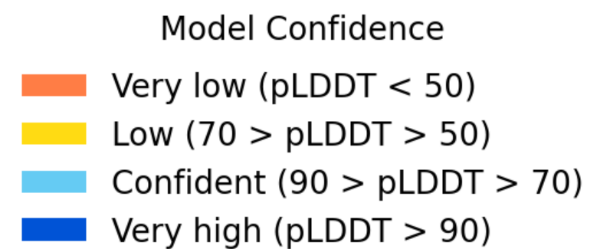 Model Confidence
Very low (pLDDT < 50)
Low (70 > pLDDT > 50)
Confident (90 > pLDDT > 70)
Very high (pLDDT > 90)